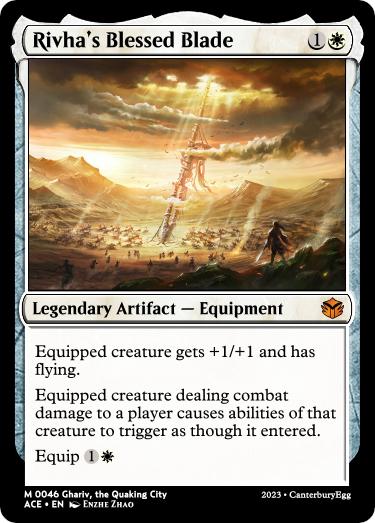 Rivha's Blessed Blade 1
Legendary Artifact — Equipment
Equipped creature gets +1/+1 and has
flying.
Equipped creature dealing combat
damage to a player causes abilities of that
creature to trigger as though it entered.
Equip 1
M 0046 Ghariv, the Quaking City
ACE • EN Enzhe Zhao
2023 • CanterburyEgg